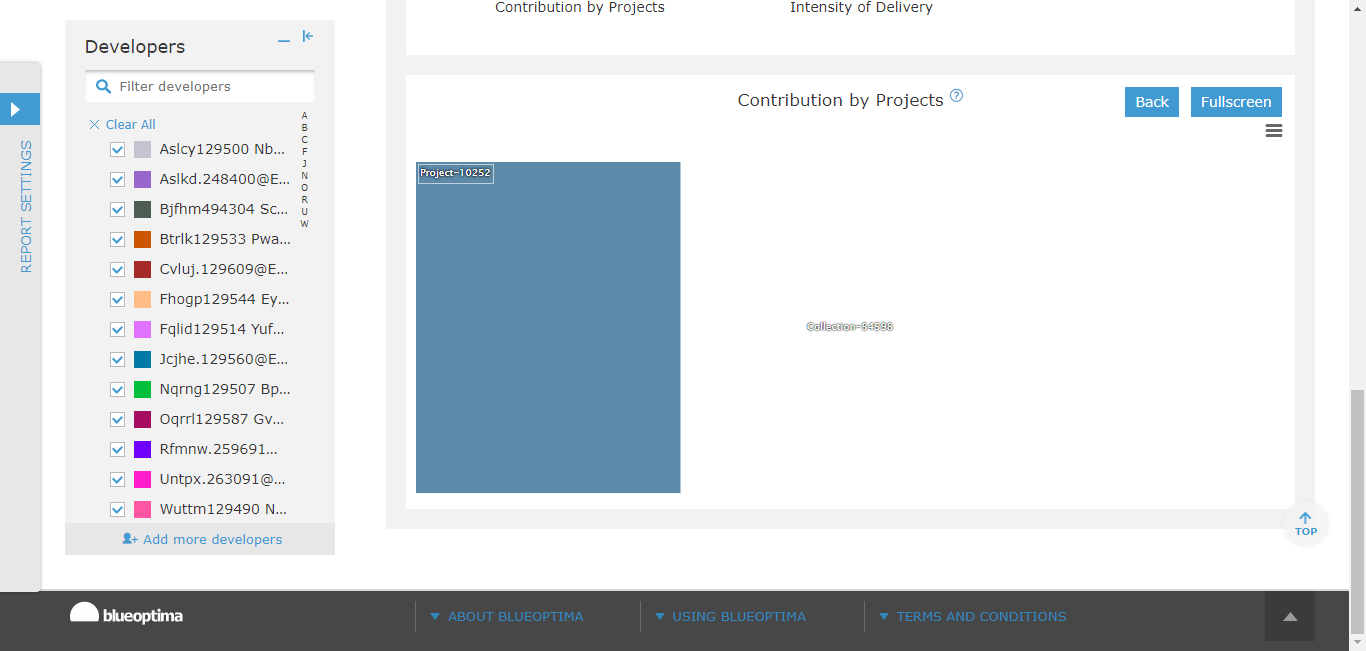 Contribution by Projects
Intensity of Delivery
Developers
Filter developers
Clear All
A
B
C
F
J
N
O
R
U
W
Aslcy129500 Nb...
Aslkd.248400@E...
Bjfhm494304 Sc...
Btrlk129533 Pwa...
Cvluj.129609@E...
Fhogp129544 Ey...
Fqlid129514 Yuf...
Jcjhe.129560@E...
Nqrng129507 Bp...
Oqrrl129587 Gv...
Rfmnw.259691...
Untpx.263091@...
Wuttm129490 N...
Add more developers
REPORT SETTINGS
Contribution by Projects ?
Back
Fullscreen
Project-10252
Collection-54598
TOP
blueoptima
ABOUT BLUEOPTIMA
USING BLUEOPTIMA
TERMS AND CONDITIONS